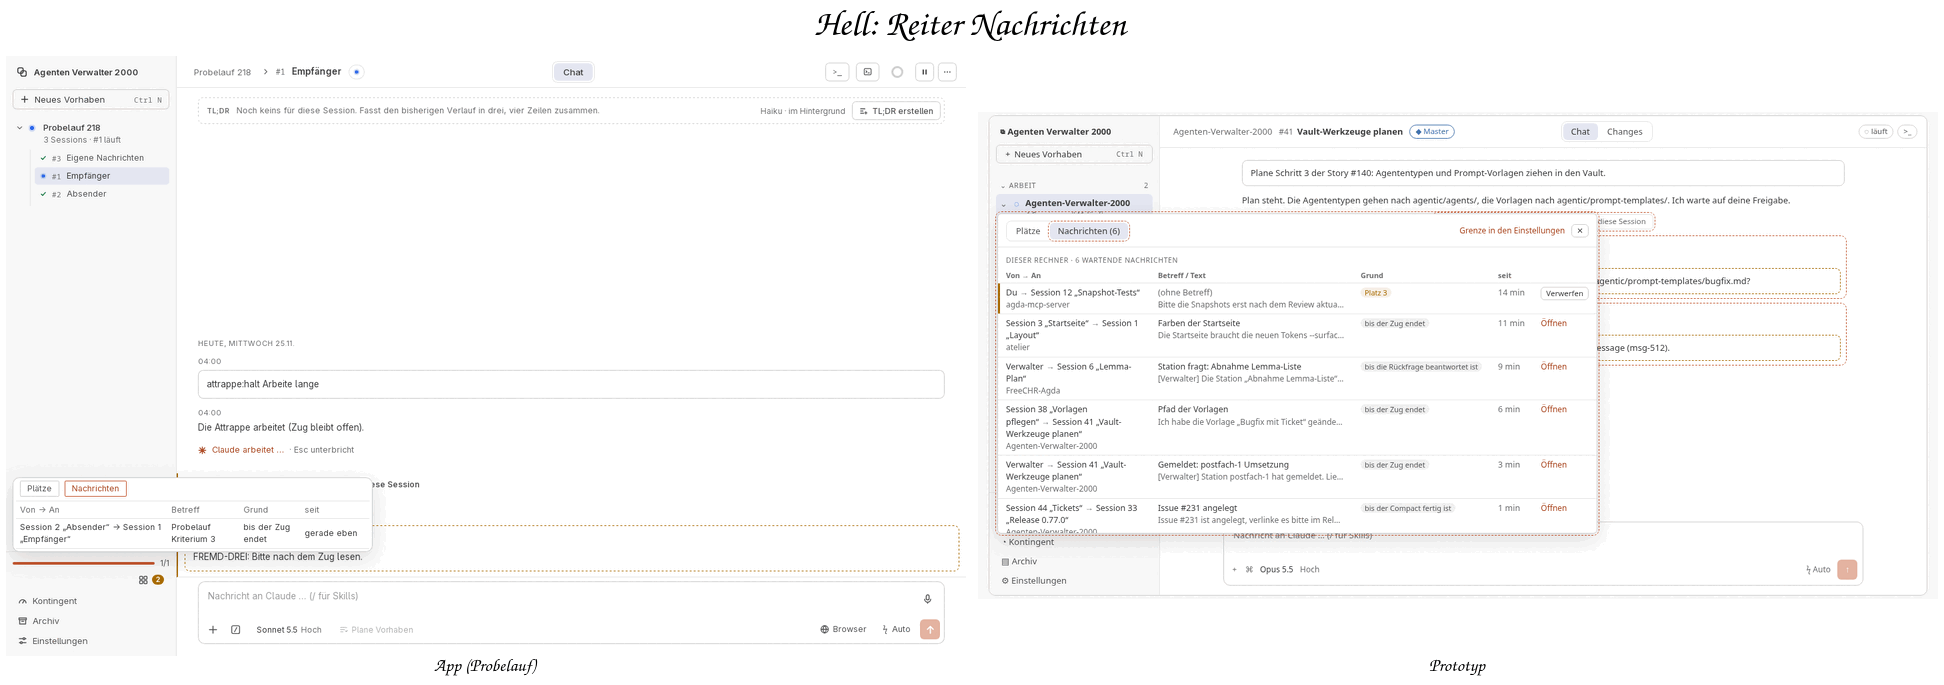 Hell: Reiter Nachrichten
Agenten Verwalter 2000
Neues Vorhaben Ctrl N
Probelauf 218
3 Sessions · #1 läuft
#3 Eigene Nachrichten
#1 Empfänger
#2 Absender
Probelauf 218 > #1 Empfänger
Chat
TL;DR Noch keins für diese Session. Fasst den bisherigen Verlauf in drei, vier Zeilen zusammen.
Haiku · im Hintergrund
TL;DR erstellen
HEUTE, MITTWOCH 25.11.
04:00
attrappe:halt Arbeite lange
04:00
Die Attrappe arbeitet (Zug bleibt offen).
Claude arbeitet ... · Esc unterbricht
ese Session
Plätze Nachrichten
Von → An Betreff Grund seit
Session 2 „Absender“ → Session 1 „Empfänger“
Probelauf Kriterium 3
bis der Zug endet
gerade eben
FREMD-DREI: Bitte nach dem Zug lesen.
1/1
2
Kontingent
Archiv
Einstellungen
Nachricht an Claude ... (/ für Skills)
Sonnet 5.5 Hoch
Plane Vorhaben
Browser
Auto
App (Probelauf)
Agenten Verwalter 2000
+ Neues Vorhaben Ctrl N
ARBEIT 2
Agenten-Verwalter-2000
Agenten-Verwalter-2000 #41 Vault-Werkzeuge planen
Master
Chat Changes
läuft
>_
Plane Schritt 3 der Story #140: Agententypen und Prompt-Vorlagen ziehen in den Vault.
Plan steht. Die Agententypen gehen nach agentic/agents/, die Vorlagen nach agentic/prompt-templates/. Ich warte auf deine Freigabe.
diese Session
agentic/prompt-templates/bugfix.md?
essage (msg-512).
Plätze Nachrichten (6)
Grenze in den Einstellungen
DIESER RECHNER · 6 WARTENDE NACHRICHTEN
Von → An Betreff / Text Grund seit
Du → Session 12 „Snapshot-Tests“
agda-mcp-server
(ohne Betreff)
Bitte die Snapshots erst nach dem Review aktua...
Platz 3
14 min
Verwerfen
Session 3 „Startseite“ → Session 1 „Layout“
atelier
Farben der Startseite
Die Startseite braucht die neuen Tokens --surfac...
bis der Zug endet
11 min
Öffnen
Verwalter → Session 6 „Lemma-Plan“
FreeCHR-Agda
Station fragt: Abnahme Lemma-Liste
[Verwalter] Die Station „Abnahme Lemma-Liste“...
bis die Rückfrage beantwortet ist
9 min
Öffnen
Session 38 „Vorlagen pflegen“ → Session 41 „Vault-Werkzeuge planen“
Agenten-Verwalter-2000
Pfad der Vorlagen
Ich habe die Vorlage „Bugfix mit Ticket“ geände...
bis der Zug endet
6 min
Öffnen
Verwalter → Session 41 „Vault-Werkzeuge planen“
Agenten-Verwalter-2000
Gemeldet: postfach-1 Umsetzung
[Verwalter] Station postfach-1 hat gemeldet. Lie...
bis der Zug endet
3 min
Öffnen
Session 44 „Tickets“ → Session 33 „Release 0.77.0“
Agenten-Verwalter-2000
Issue #231 angelegt
Issue #231 ist angelegt, verlinke es bitte im Rel...
bis der Compact fertig ist
1 min
Öffnen
Kontingent
Archiv
Einstellungen
Nachricht an Claude ... (/ für Skills)
Opus 5.5 Hoch
Auto
Prototyp